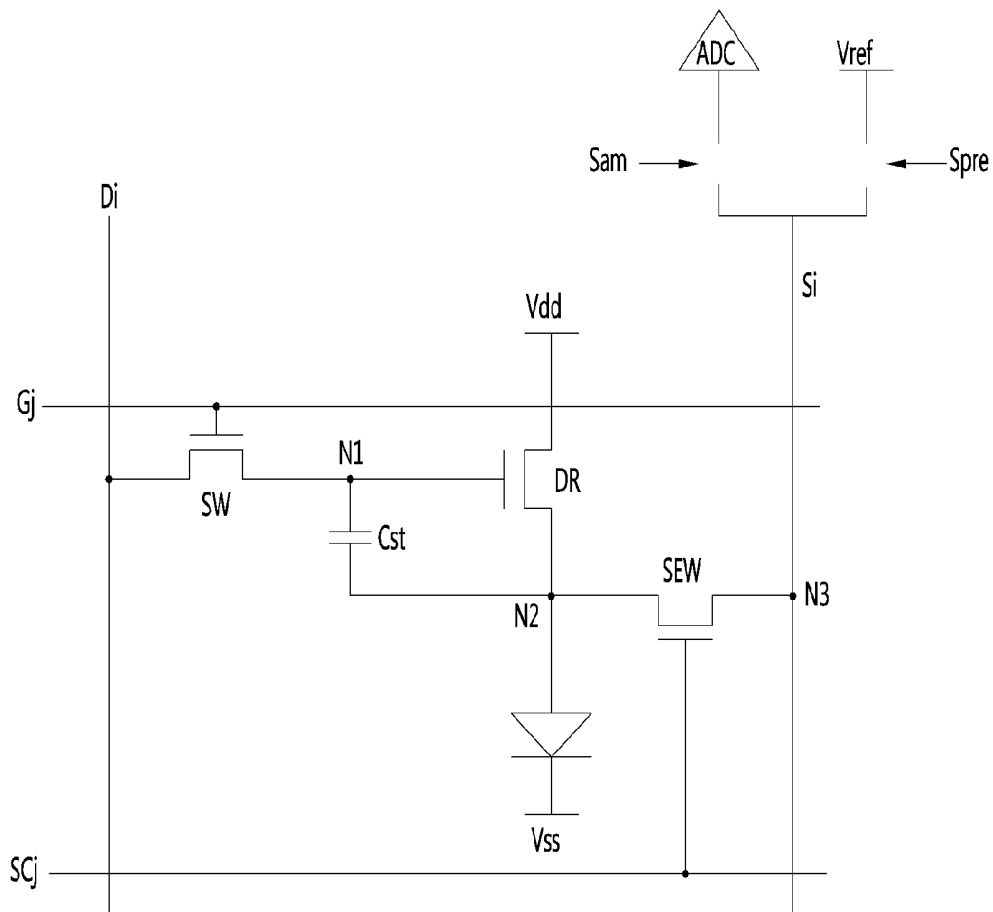 ADC
Vref
Sam
Spre
Di
Si
Vdd
Gj
N1
DR
SW
Cst
SEW
N2
N3
Vss
SCj